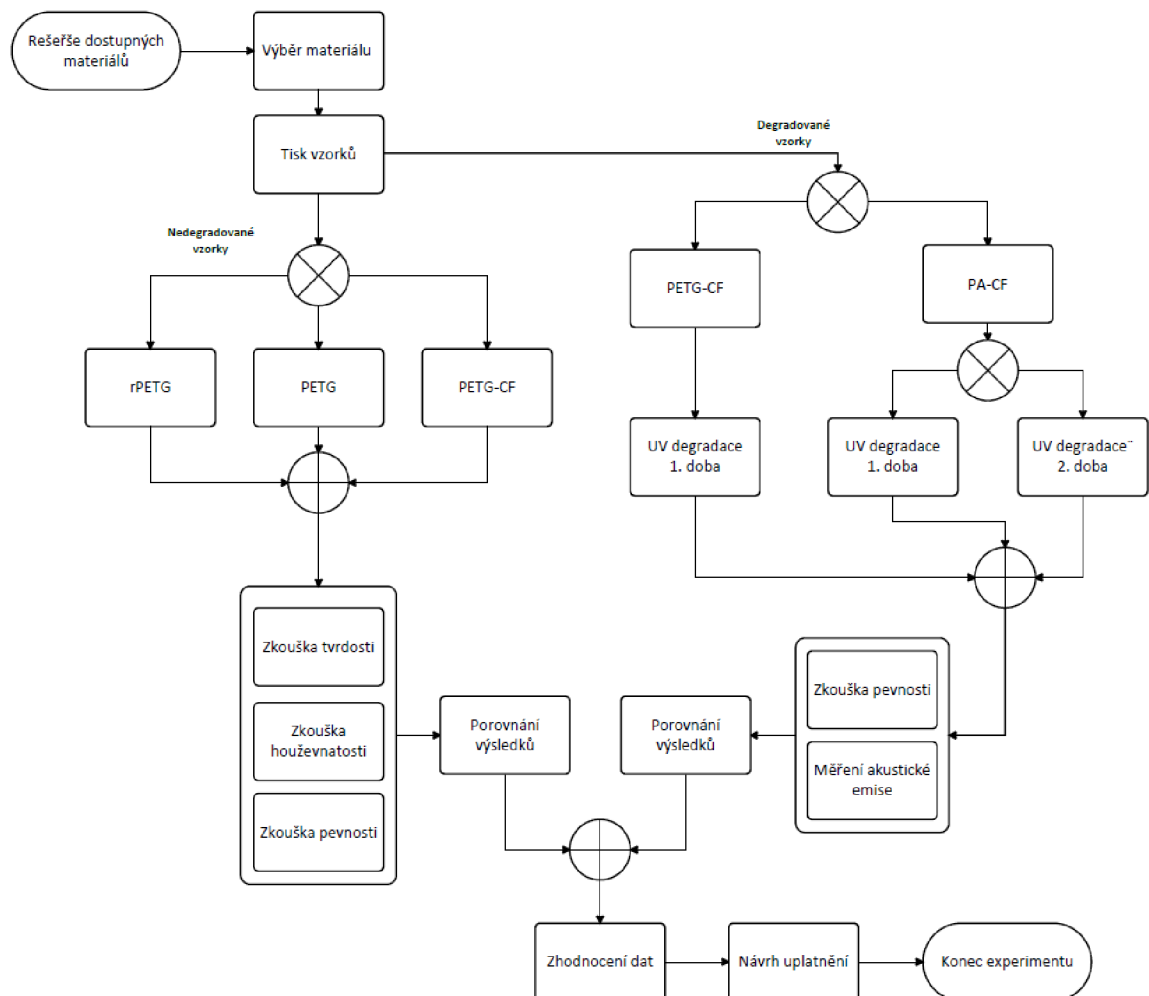 Rešeřše dostupných
materiálů
Výběr materiálu
Tisk vzorků
Degradované
vzorky
Nedegradované
vzorky
PETG-CF
PA-CF
rPETG
PETG
PETG-CF
UV degradace
1. doba
UV degradace
1. doba
UV degradace¨
2. doba
Zkouška tvrdosti
Zkouška
houževnatosti
Zkouška pevnosti
Porovnání
výsledků
Porovnání
výsledků
Zkouška pevnosti
Měření akustické
emise
Zhodnocení dat
Návrh uplatnění
Konec experimentu